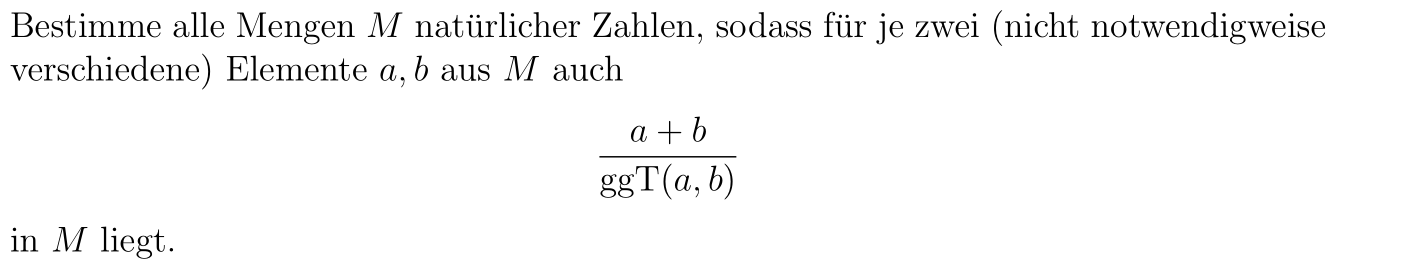 Bestimme alle Mengen M natürlicher Zahlen, sodass für je zwei (nicht notwendigweise
verschiedene) Elemente a, b aus M auch
a + b
ggT(a, b)
in M liegt.